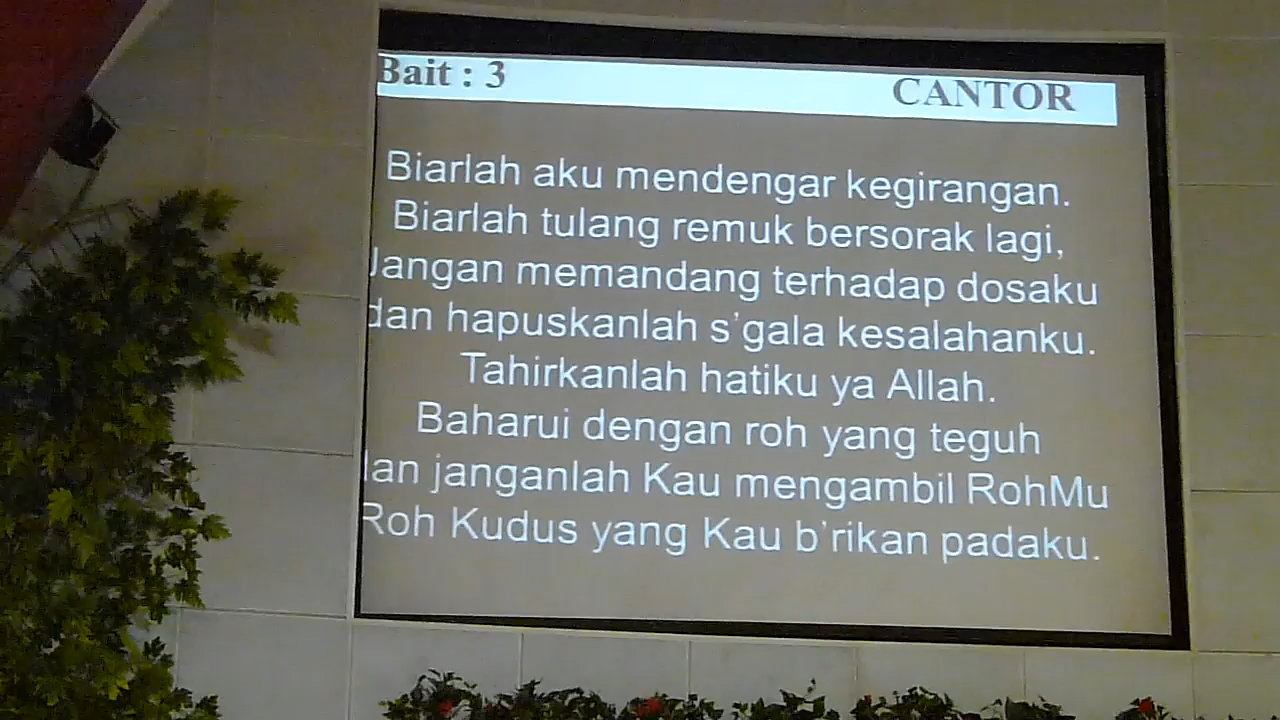 Bait : 3
CANTOR
Biarlah aku mendengar kegirangan.
Biarlah tulang remuk bersorak lagi,
Jangan memandang terhadap dosaku
dan hapuskanlah s'gala kesalahanku.
Tahirkanlah hatiku ya Allah.
Baharui dengan roh yang teguh
dan janganlah Kau mengambil RohMu
Roh Kudus yang Kau b'rikan padaku.